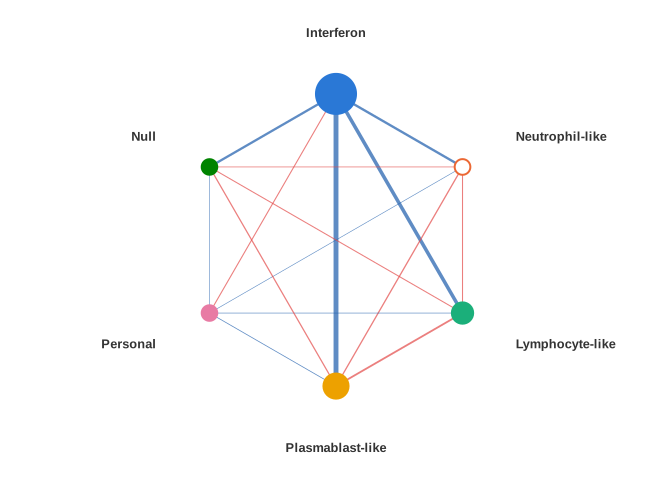 Interferon
Null
Neutrophil-like
Personal
Lymphocyte-like
Plasmablast-like